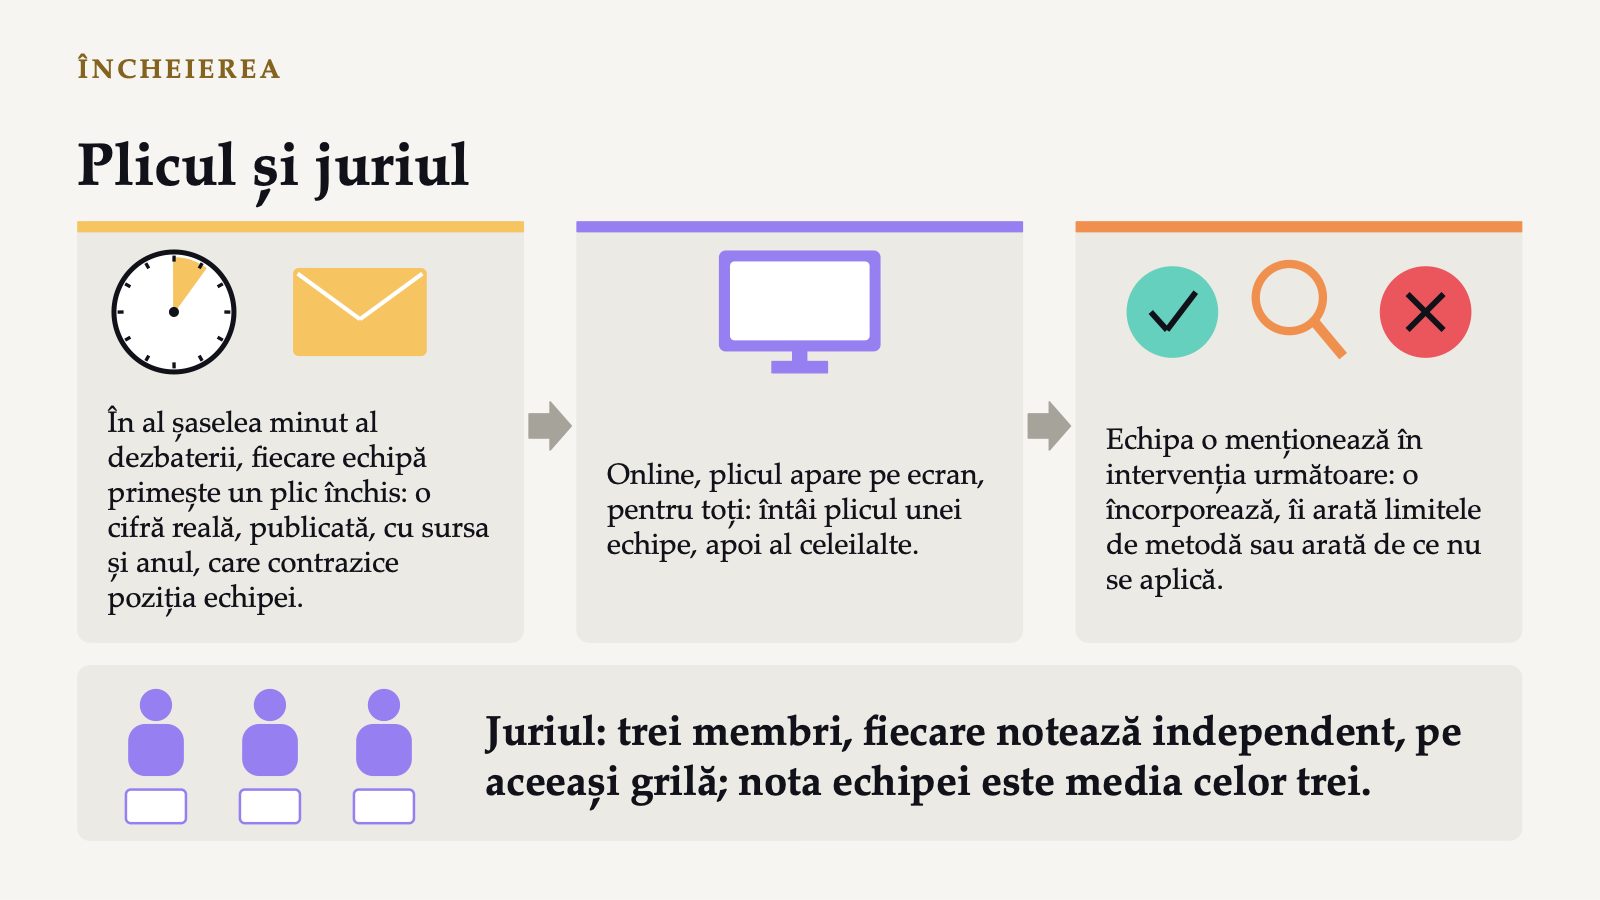 ÎNCHEIEREA
Plicul și juriul
În al șaselea minut al
dezbaterii, fiecare echipă
primește un plic închis: o
cifră reală, publicată, cu sursa
și anul, care contrazice
poziția echipei.
Online, plicul apare pe ecran,
pentru toți: întâi plicul unei
echipe, apoi al celeilalte.
Echipa o menționează în
intervenția următoare: o
încorporează, îi arată limitele
de metodă sau arată de ce nu
se aplică.
Juriul: trei membri, fiecare notează independent, pe
aceeași grilă; nota echipei este media celor trei.